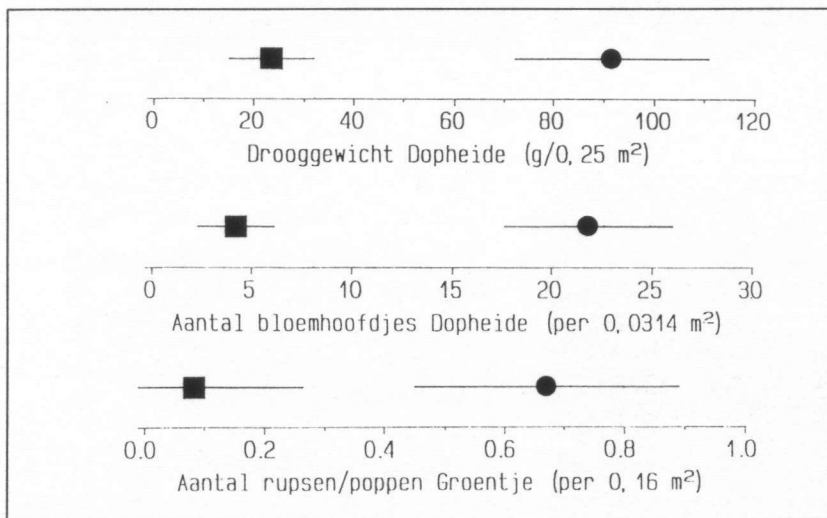 0 20 40 60 80 100 120
Drooggewicht Dopheide (g/0,25 m²)
0 5 10 15 20 25 30
Aantal bloemhoofdjes Dopheide (per 0,0314 m²)
0.0 0.2 0.4 0.6 0.8 1.0
Aantal rupsen/poppen Groentje (per 0,16 m²)